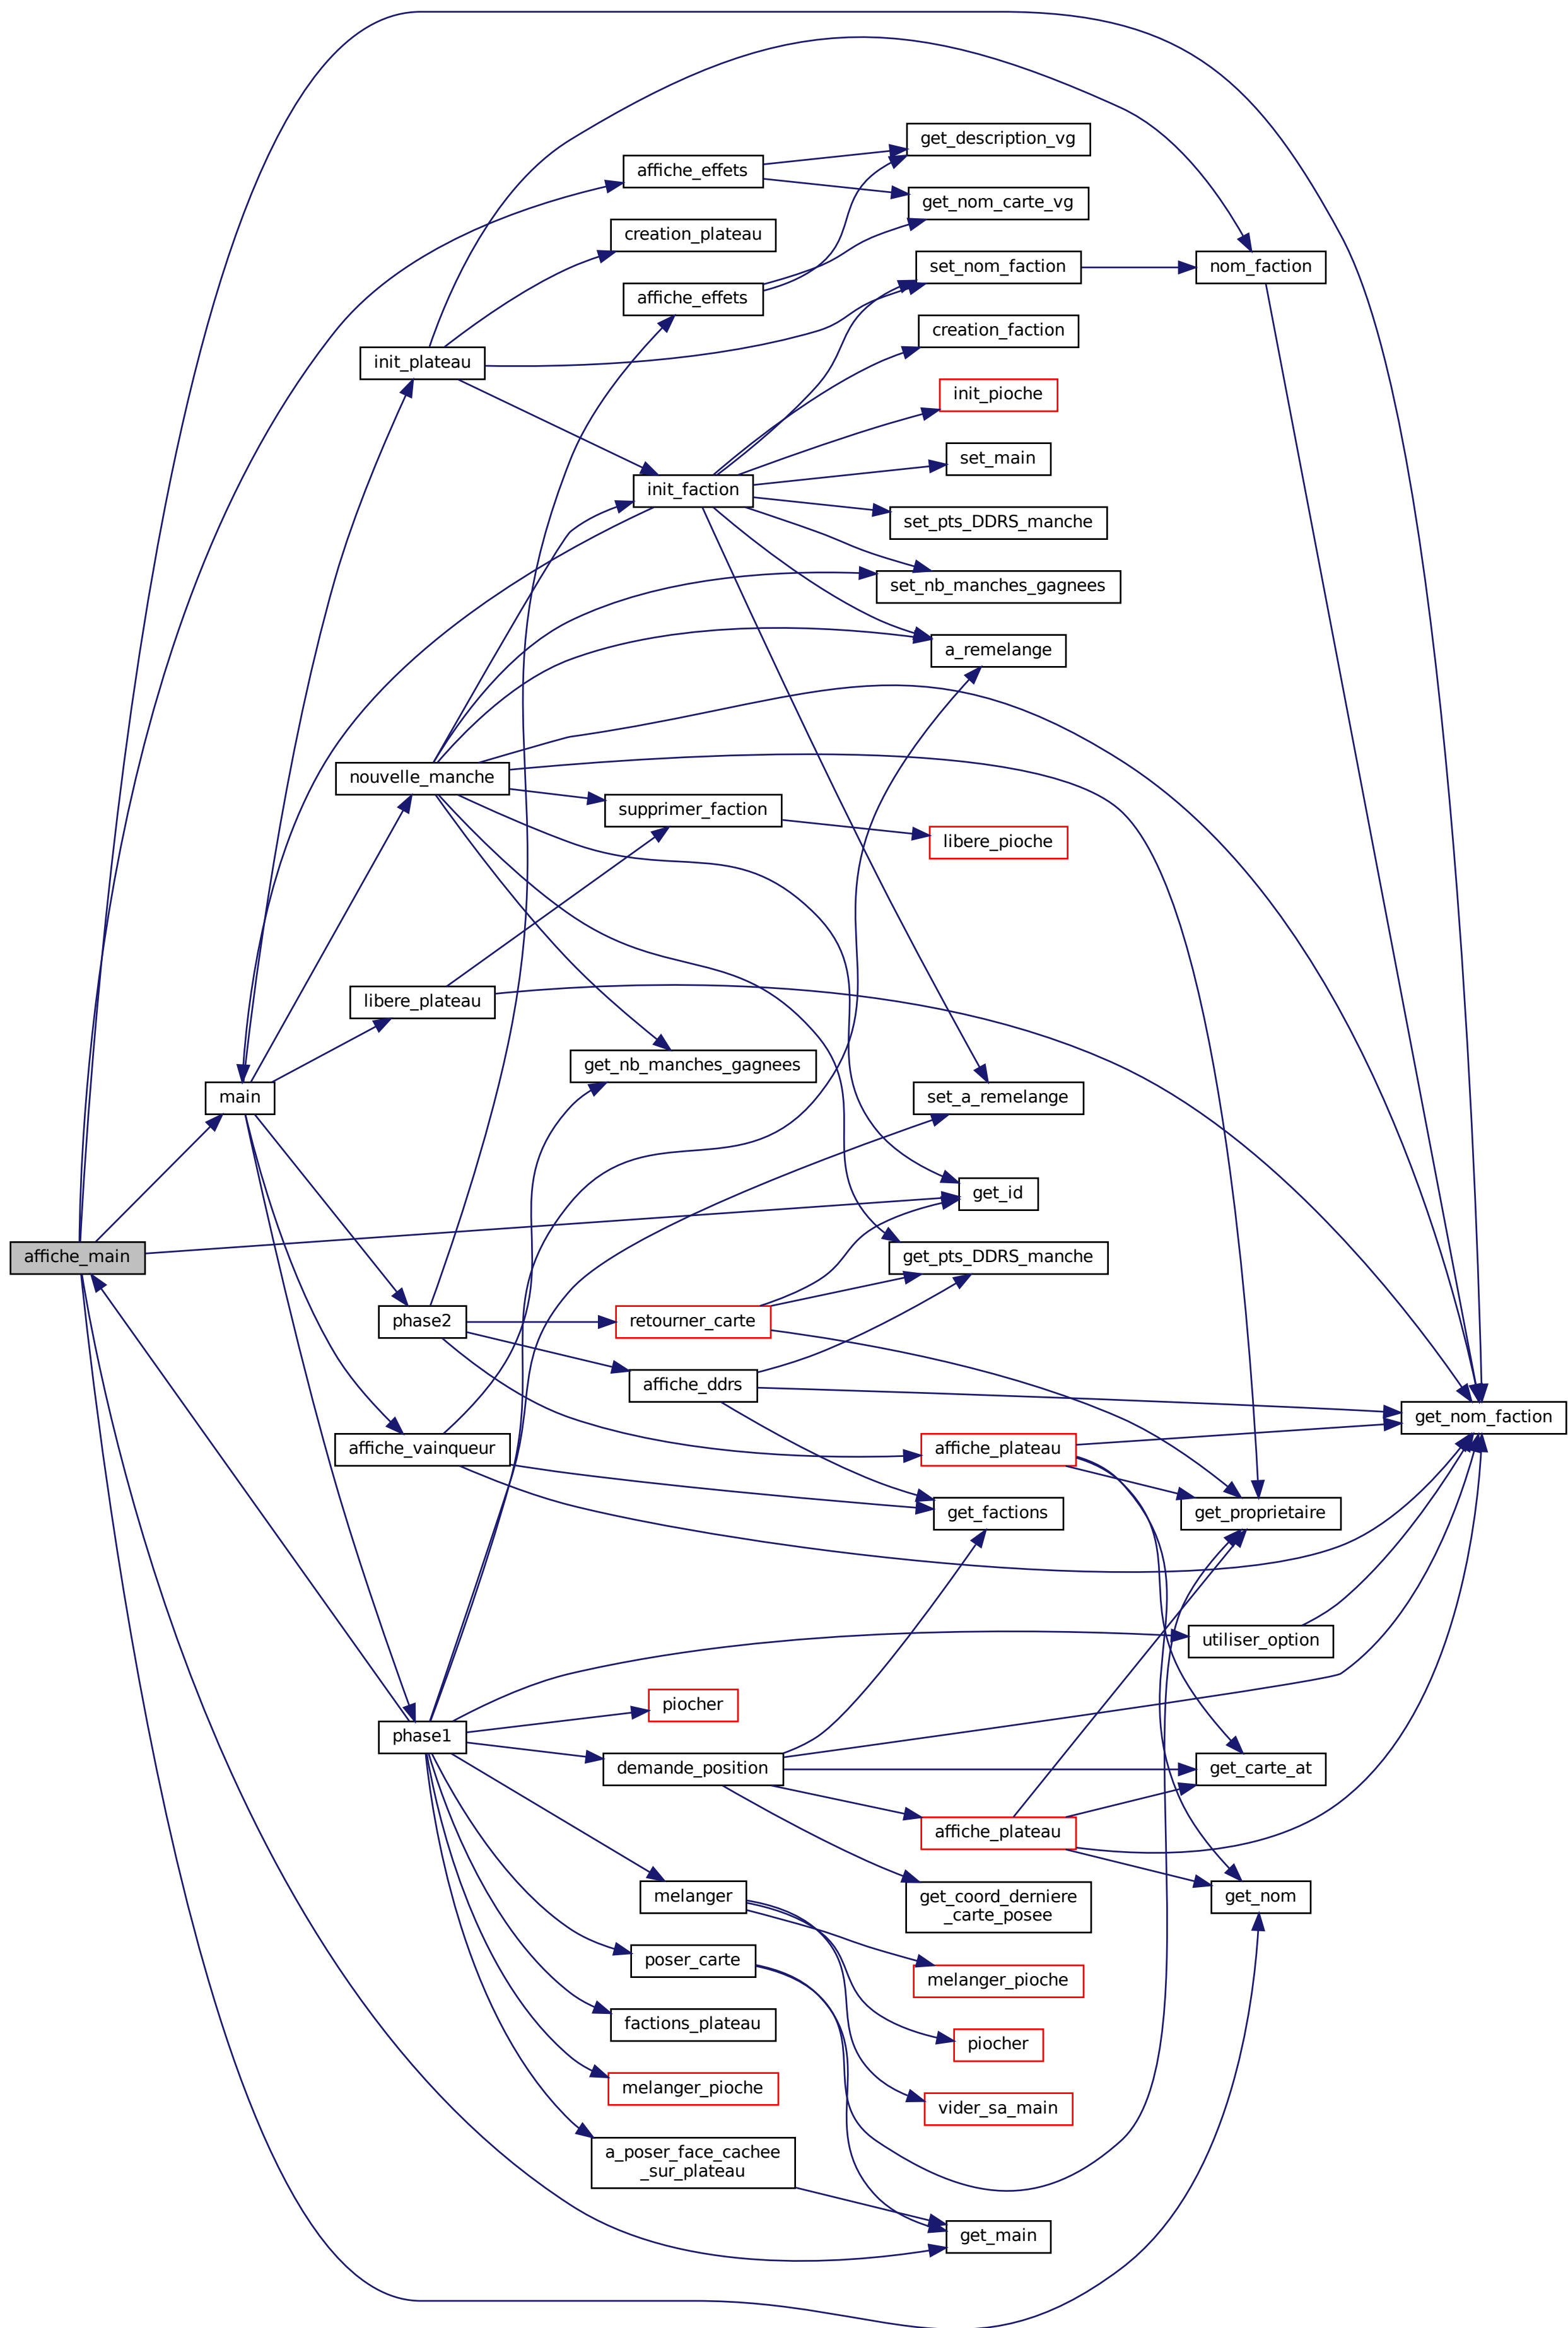 get_description_vg
affiche_effets
get_nom_carte_vg
creation_plateau
set_nom_faction
nom_faction
affiche_effets
creation_faction
init_plateau
init_pioche
set_main
init_faction
set_pts_DDRS_manche
set_nb_manches_gagnees
a_remelange
nouvelle_manche
supprimer_faction
libere_pioche
libere_plateau
get_nb_manches_gagnees
main
set_a_remelange
get_id
affiche_main
get_pts_DDRS_manche
phase2
retourner_carte
affiche_ddrs
get_nom_faction
affiche_vainqueur
affiche_plateau
get_factions
get_proprietaire
utiliser_option
piocher
phase1
demande_position
get_carte_at
affiche_plateau
melanger
get_coord_derniere
_carte_posee
get_nom
poser_carte
melanger_pioche
factions_plateau
piocher
melanger_pioche
vider_sa_main
a_poser_face_cachee
_sur_plateau
get_main